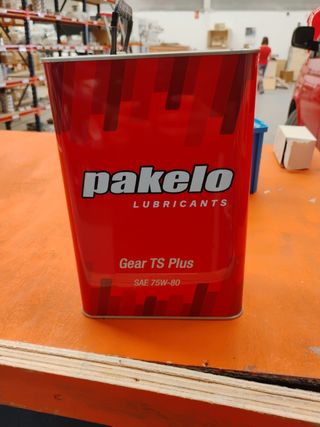 pakelo
LUBRICANTS
Gear TS Plus
SAE 75W-80